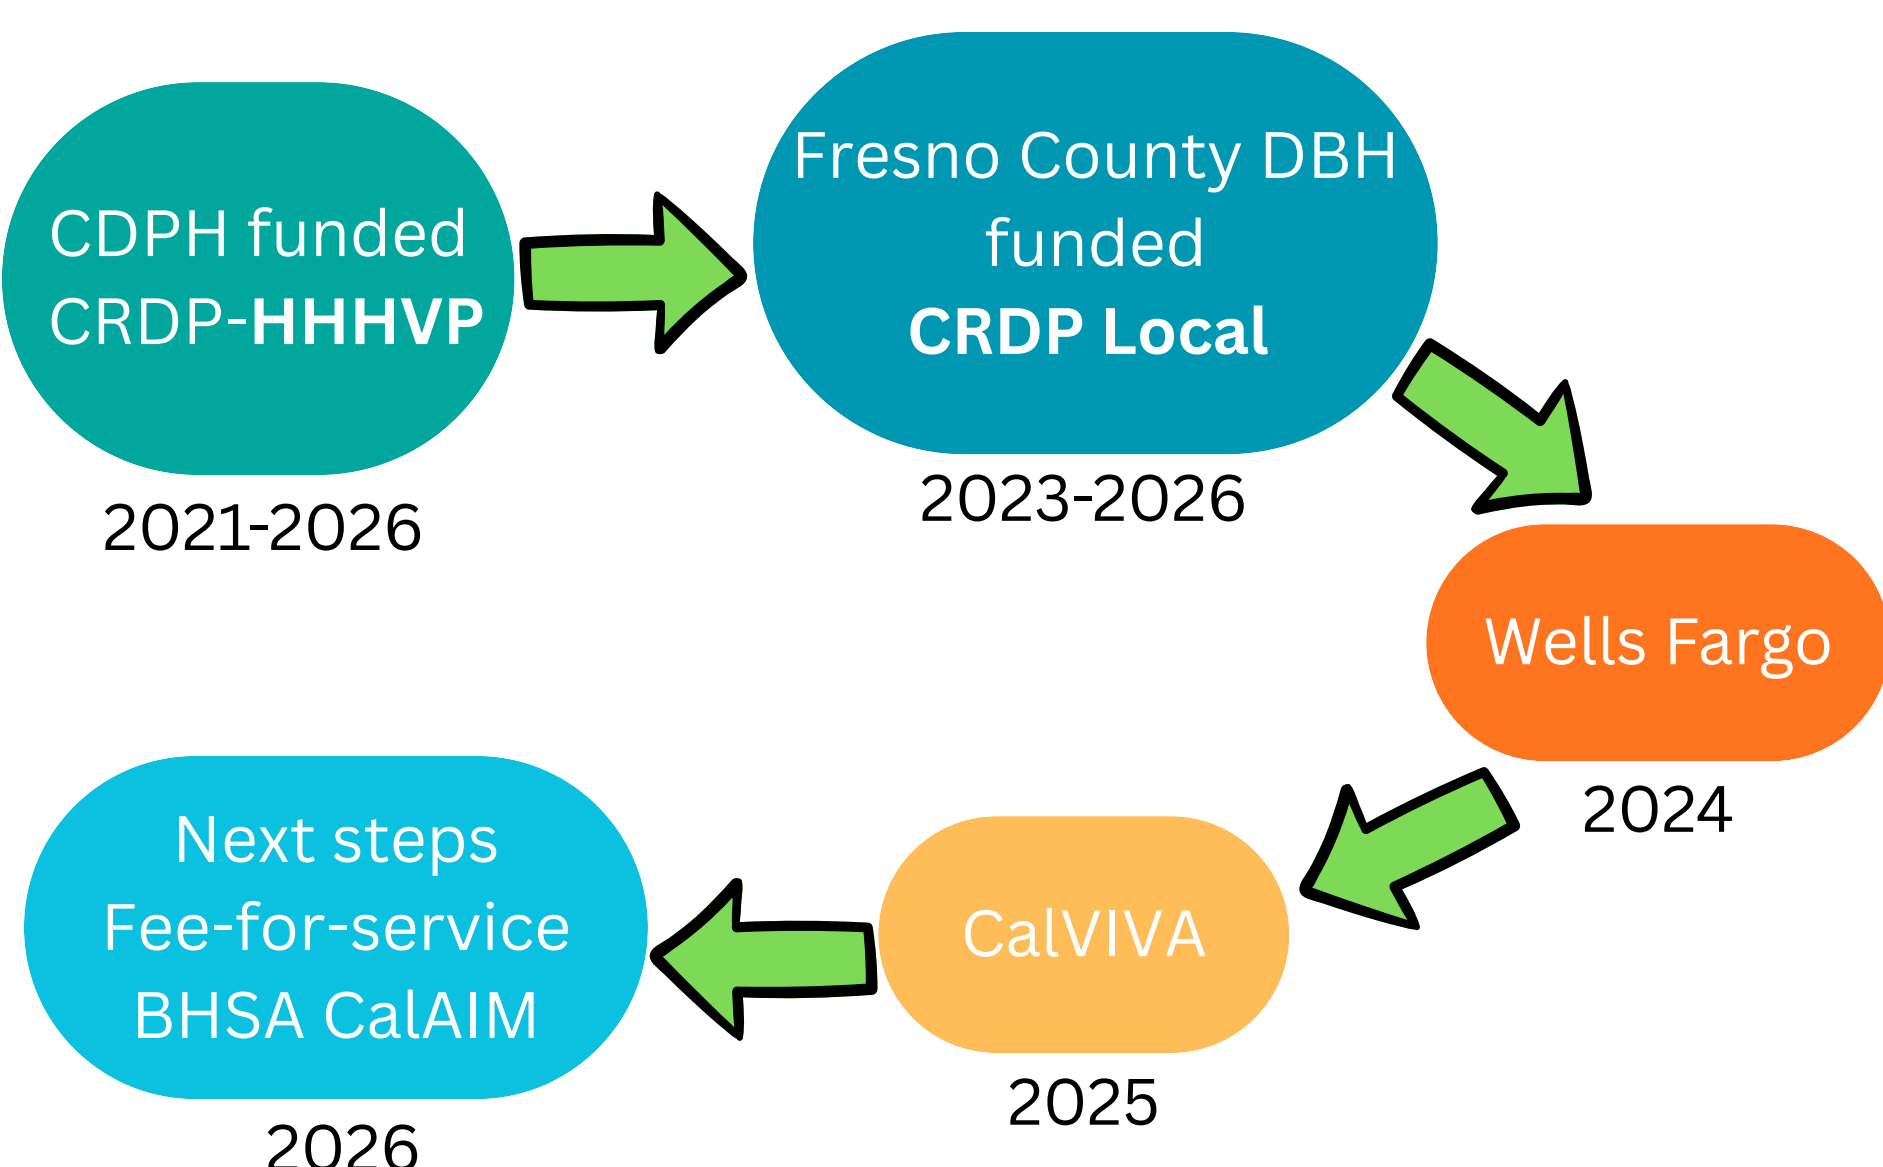 CDPH funded
CRDP-HHHVP
2021-2026
Fresno County DBH
funded
CRDP Local
2023-2026
Wells Fargo
2024
CalVIVA
2025
Next steps
Fee-for-service
BHSA CalAIM
2026